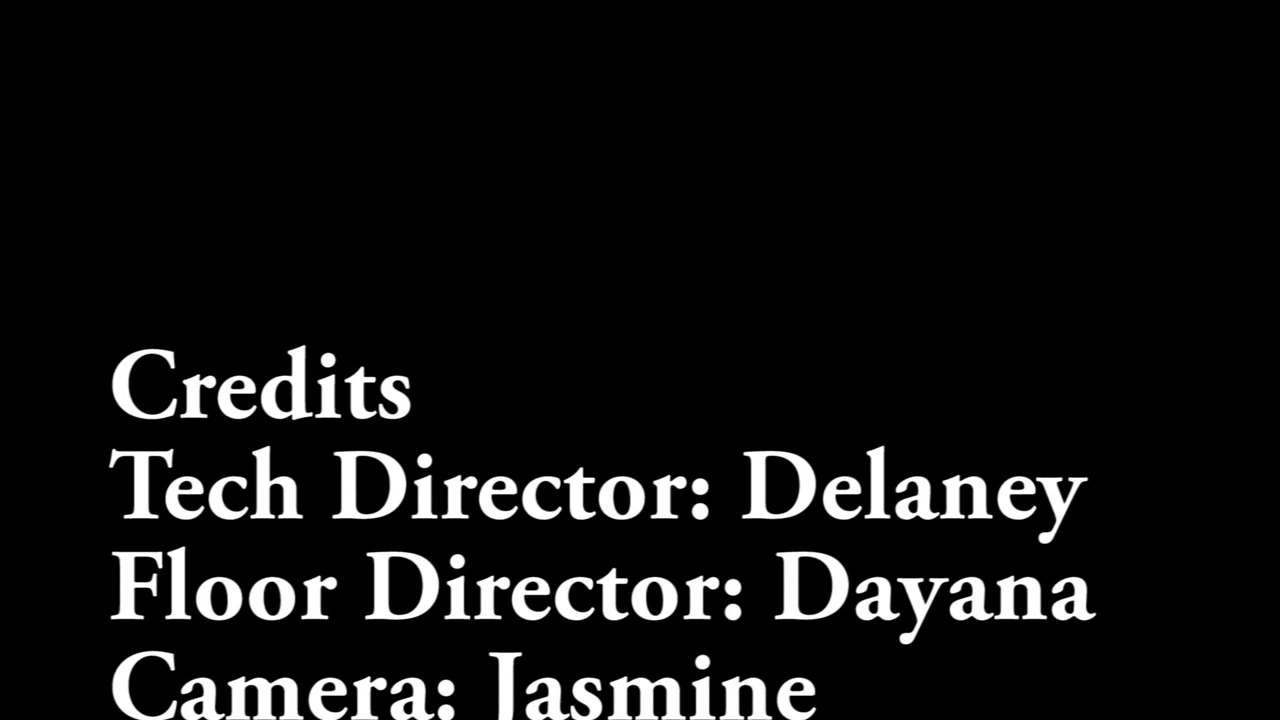 Credits
Tech Director: Delaney
Floor Director: Dayana
Camera: Jasmine